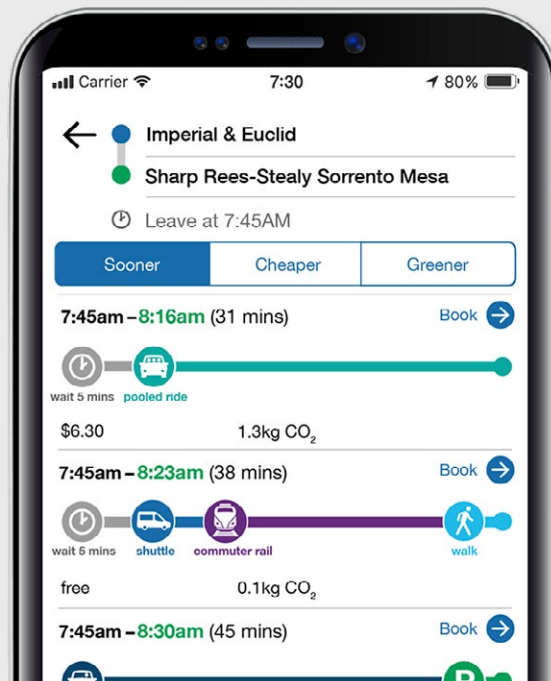 Carrier 7:30 80%
Imperial & Euclid
Sharp Rees-Stealy Sorrento Mesa
Leave at 7:45AM
Sooner Cheaper Greener
7:45am–8:16am (31 mins) Book
wait 5 mins pooled ride
$6.30 1.3kg CO₂
7:45am–8:23am (38 mins) Book
wait 5 mins shuttle commuter rail walk
free 0.1kg CO₂
7:45am–8:30am (45 mins) Book
P